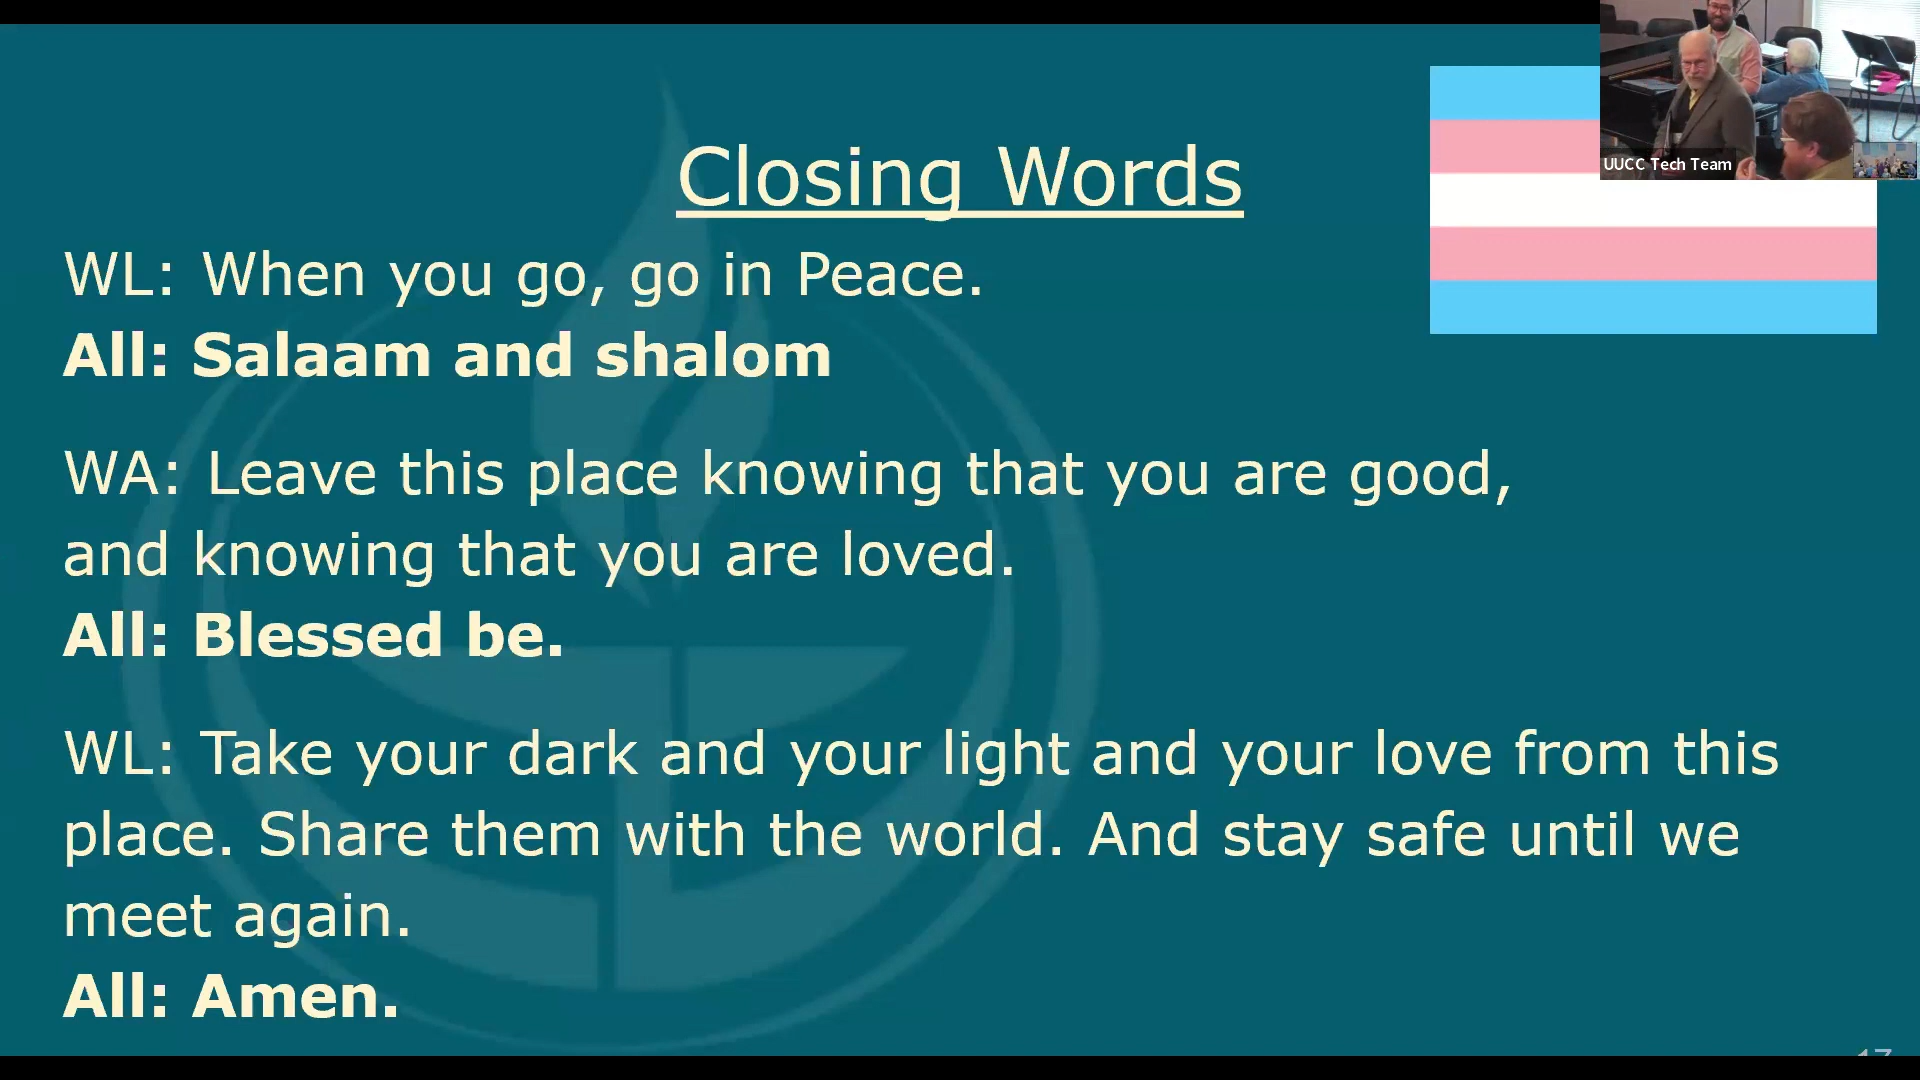 UUCC Tech Team
Closing Words
WL: When you go, go in Peace.
All: Salaam and shalom
WA: Leave this place knowing that you are good,
and knowing that you are loved.
All: Blessed be.
WL: Take your dark and your light and your love from this
place. Share them with the world. And stay safe until we
meet again.
All: Amen.
17